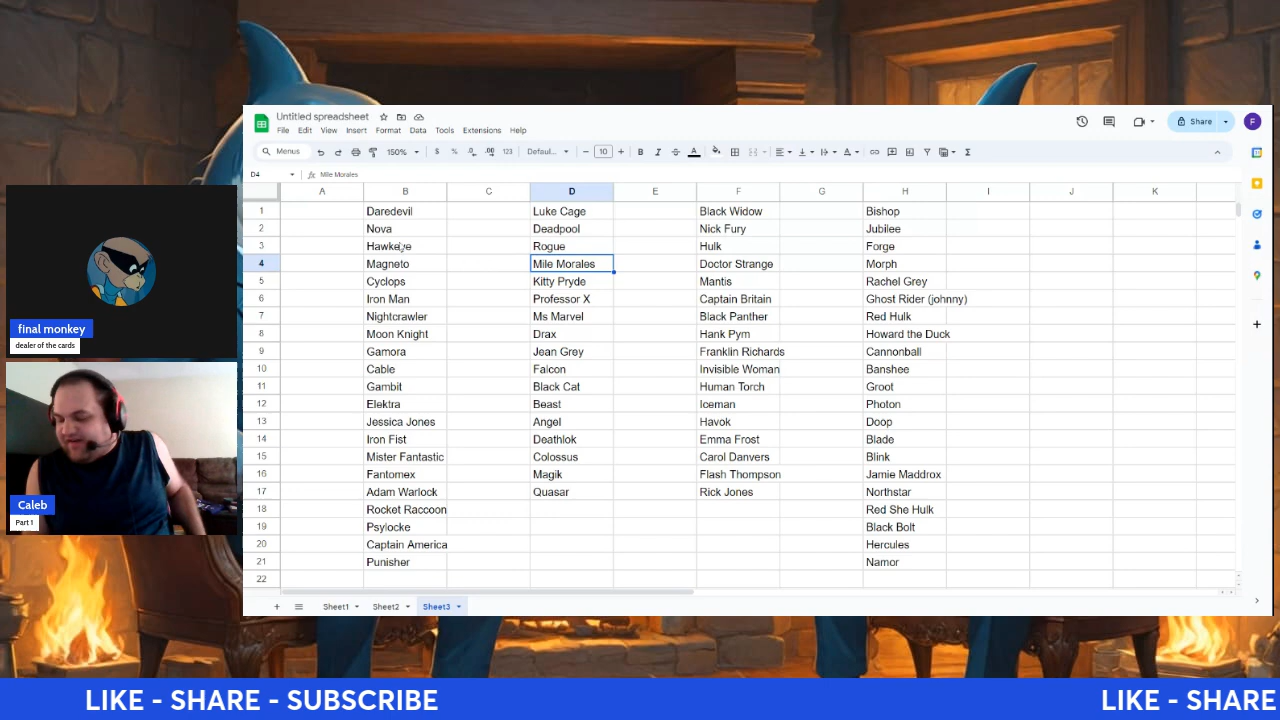 Untitled spreadsheet
File Edit View Insert Format Data Tools Extensions Help
Share
F
Menus 150% $ % .0 .00 123 Defaul... 10 B I A
D4 Mile Morales
A B C D E F G H I J K
1 Daredevil Luke Cage Black Widow Bishop
2 Nova Deadpool Nick Fury Jubilee
3 Hawkeye Rogue Hulk Forge
4 Magneto Mile Morales Doctor Strange Morph
5 Cyclops Kitty Pryde Mantis Rachel Grey
6 Iron Man Professor X Captain Britain Ghost Rider (johnny)
7 Nightcrawler Ms Marvel Black Panther Red Hulk
8 Moon Knight Drax Hank Pym Howard the Duck
9 Gamora Jean Grey Franklin Richards Cannonball
10 Cable Falcon Invisible Woman Banshee
11 Gambit Black Cat Human Torch Groot
12 Elektra Beast Iceman Photon
13 Jessica Jones Angel Havok Doop
14 Iron Fist Deathlok Emma Frost Blade
15 Mister Fantastic Colossus Carol Danvers Blink
16 Fantomex Magik Flash Thompson Jamie Maddrox
17 Adam Warlock Quasar Rick Jones Northstar
18 Rocket Raccoon Red She Hulk
19 Psylocke Black Bolt
20 Captain America Hercules
21 Punisher Namor
22
Sheet1 Sheet2 Sheet3
final monkey
dealer of the cards
Caleb
Part 1
LIKE - SHARE - SUBSCRIBE LIKE - SHARE